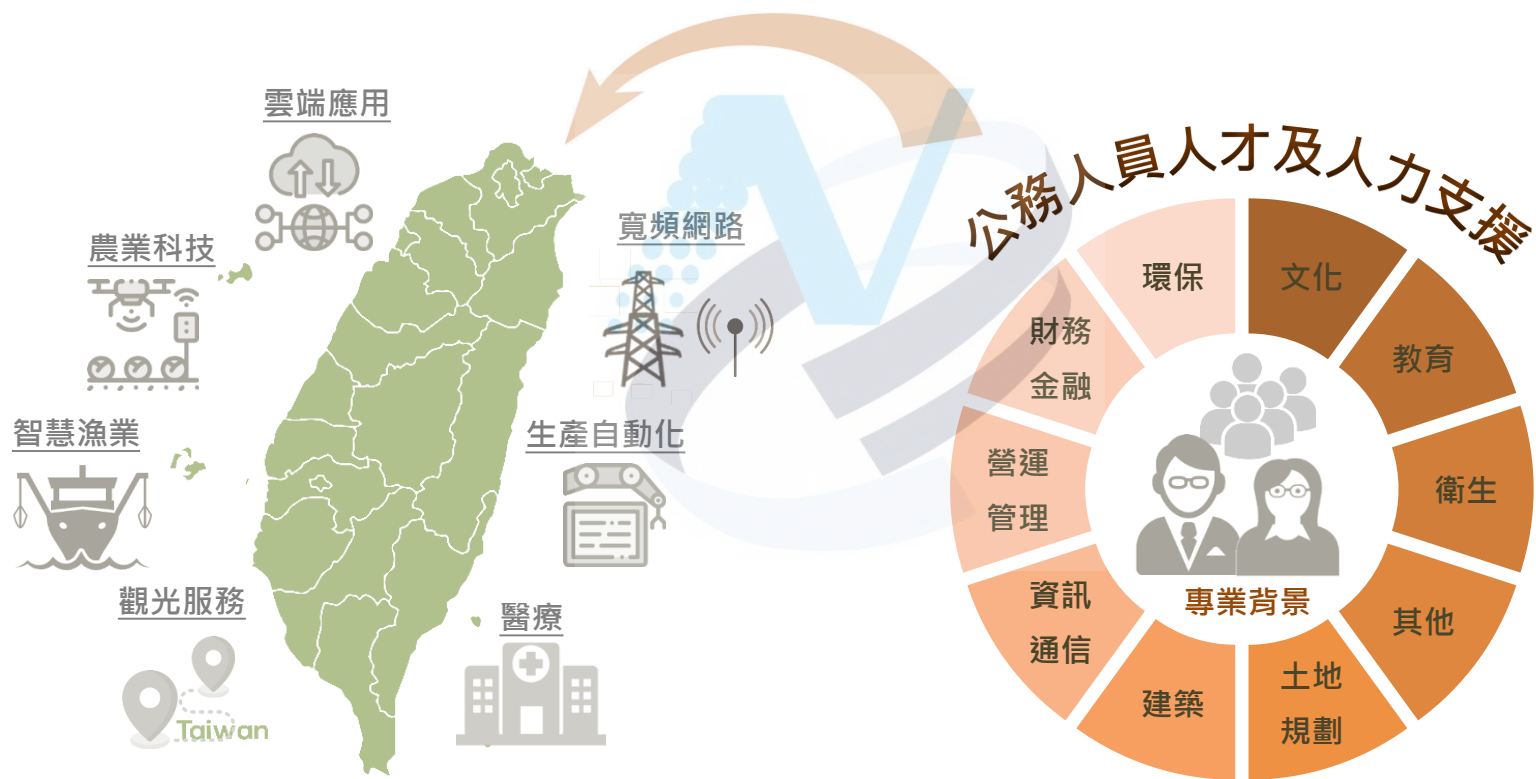 雲端應用
農業科技
寬頻網路
智慧漁業
生產自動化
觀光服務
醫療
Taiwan
公務人員人才及人力支援
文化
教育
衛生
其他
土地
規劃
建築
資訊
通信
營運
管理
財務
金融
環保
專業背景